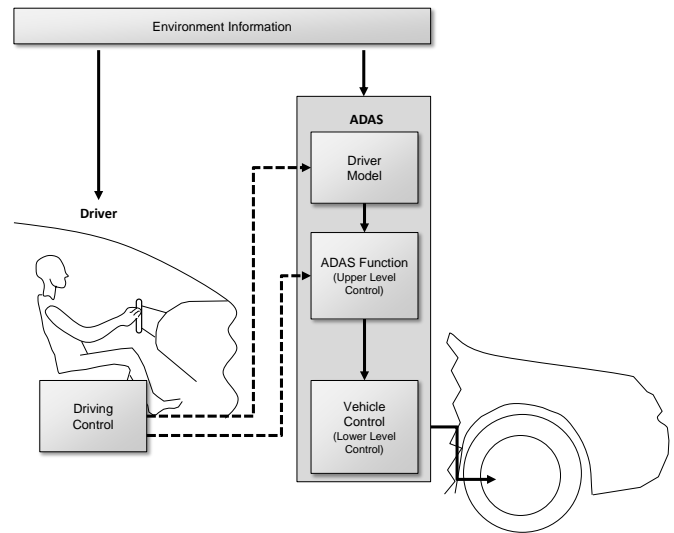 Environment Information
ADAS
Driver
Model
Driver
ADAS Function
(Upper Level
Control)
Driving
Control
Vehicle
Control
(Lower Level
Control)